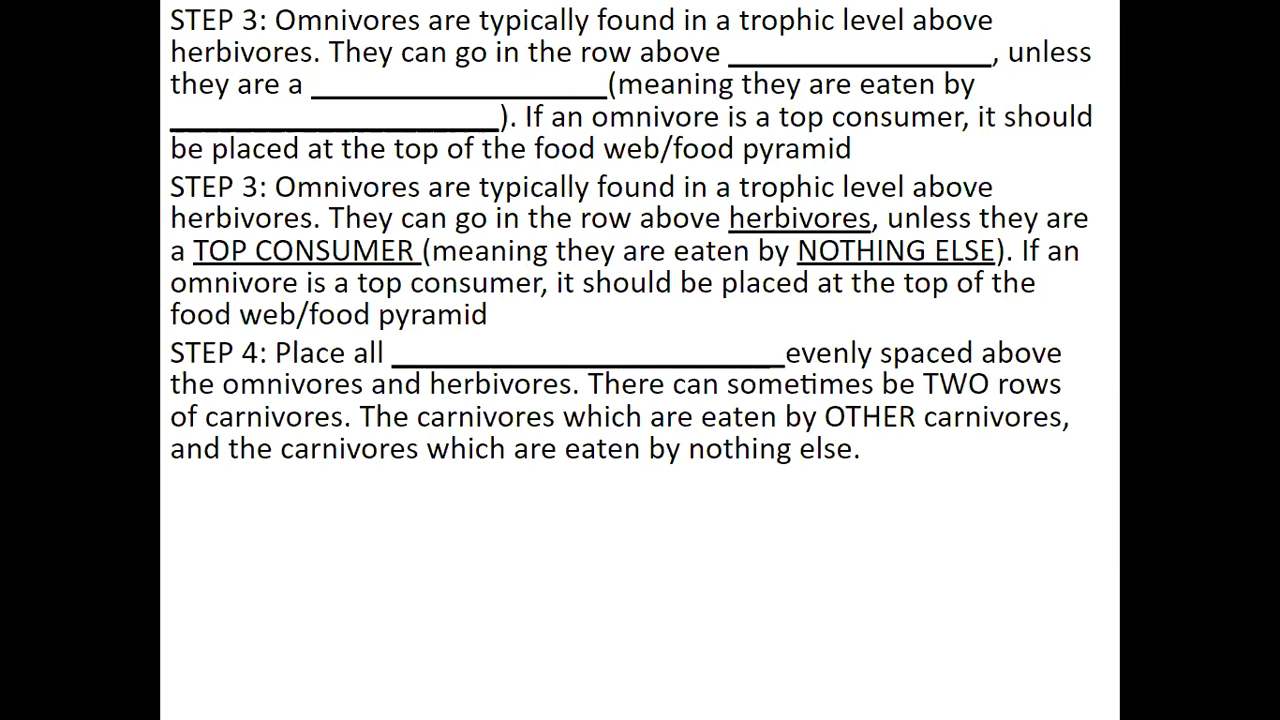 STEP 3: Omnivores are typically found in a trophic level above
herbivores. They can go in the row above __________________, unless
they are a ____________________(meaning they are eaten by
______________________). If an omnivore is a top consumer, it should
be placed at the top of the food web/food pyramid
STEP 3: Omnivores are typically found in a trophic level above
herbivores. They can go in the row above herbivores, unless they are
a TOP CONSUMER (meaning they are eaten by NOTHING ELSE). If an
omnivore is a top consumer, it should be placed at the top of the
food web/food pyramid
STEP 4: Place all __________________________evenly spaced above
the omnivores and herbivores. There can sometimes be TWO rows
of carnivores. The carnivores which are eaten by OTHER carnivores,
and the carnivores which are eaten by nothing else.